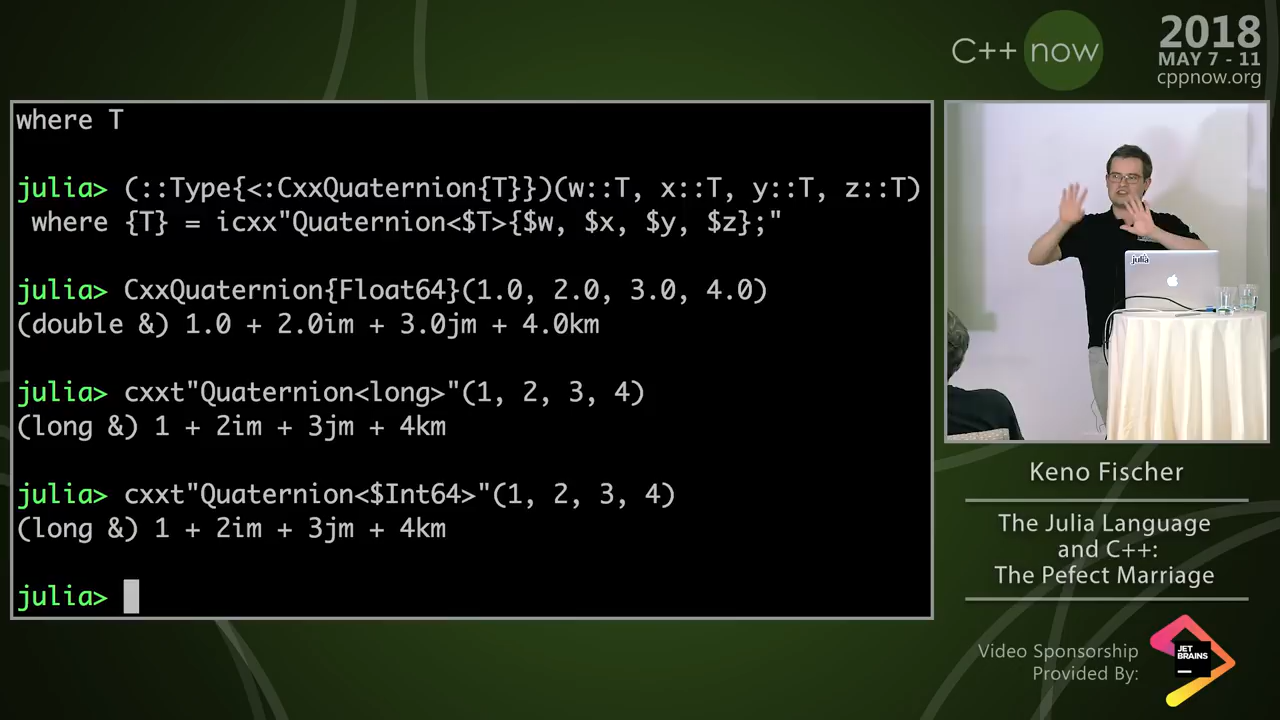 C++ now
2018
MAY 7 - 11
cppnow.org
where T
julia> (::Type{<:CxxQuaternion{T}})(w::T, x::T, y::T, z::T)
where {T} = icxx"Quaternion<$T>{$w, $x, $y, $z};"
julia> CxxQuaternion{Float64}(1.0, 2.0, 3.0, 4.0)
(double &) 1.0 + 2.0im + 3.0jm + 4.0km
julia> cxxt"Quaternion<long>"(1, 2, 3, 4)
(long &) 1 + 2im + 3jm + 4km
julia> cxxt"Quaternion<$Int64>"(1, 2, 3, 4)
(long &) 1 + 2im + 3jm + 4km
julia>
julia
Keno Fischer
The Julia Language
and C++:
The Pefect Marriage
Video Sponsorship
Provided By:
JET
BRAINS